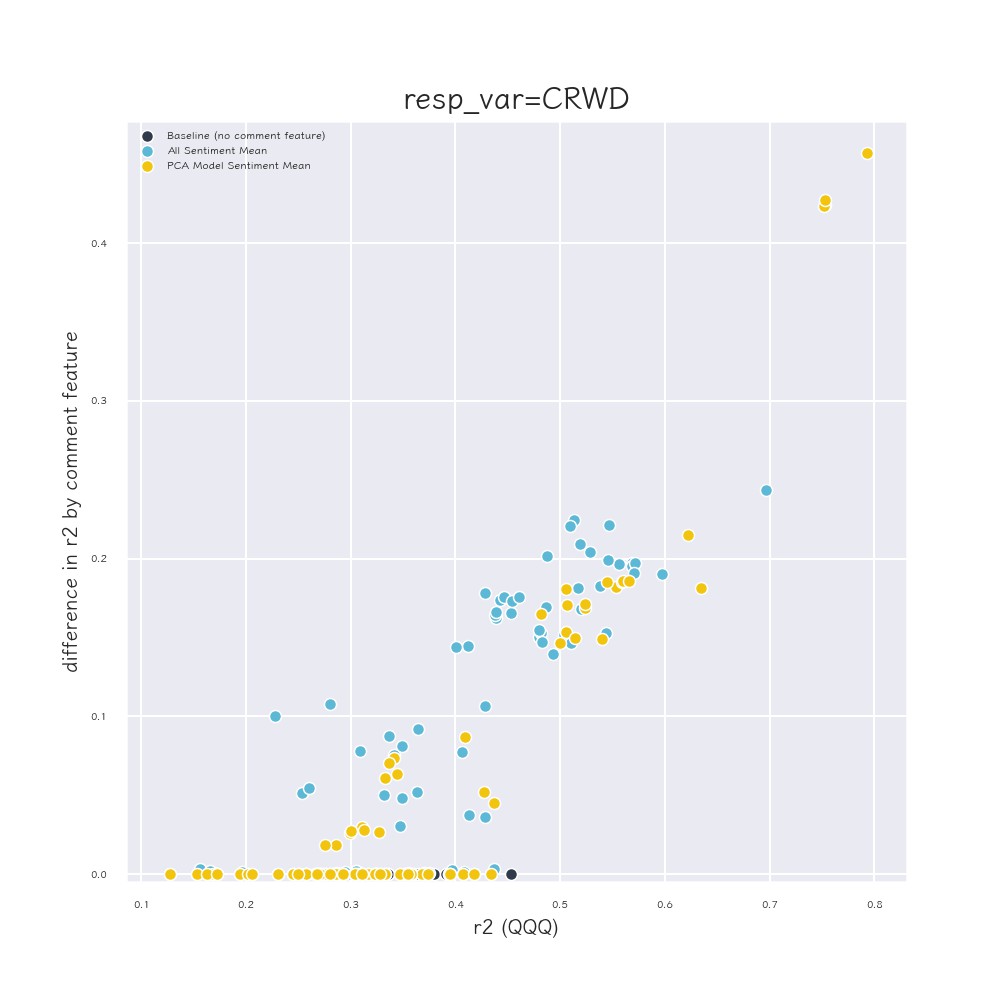 resp_var=CRWD
Baseline (no comment feature)
All Sentiment Mean
PCA Model Sentiment Mean
difference in r2 by comment feature
0.4
0.3
0.2
0.1
0.0
0.1 0.2 0.3 0.4 0.5 0.6 0.7 0.8
r2 (QQQ)